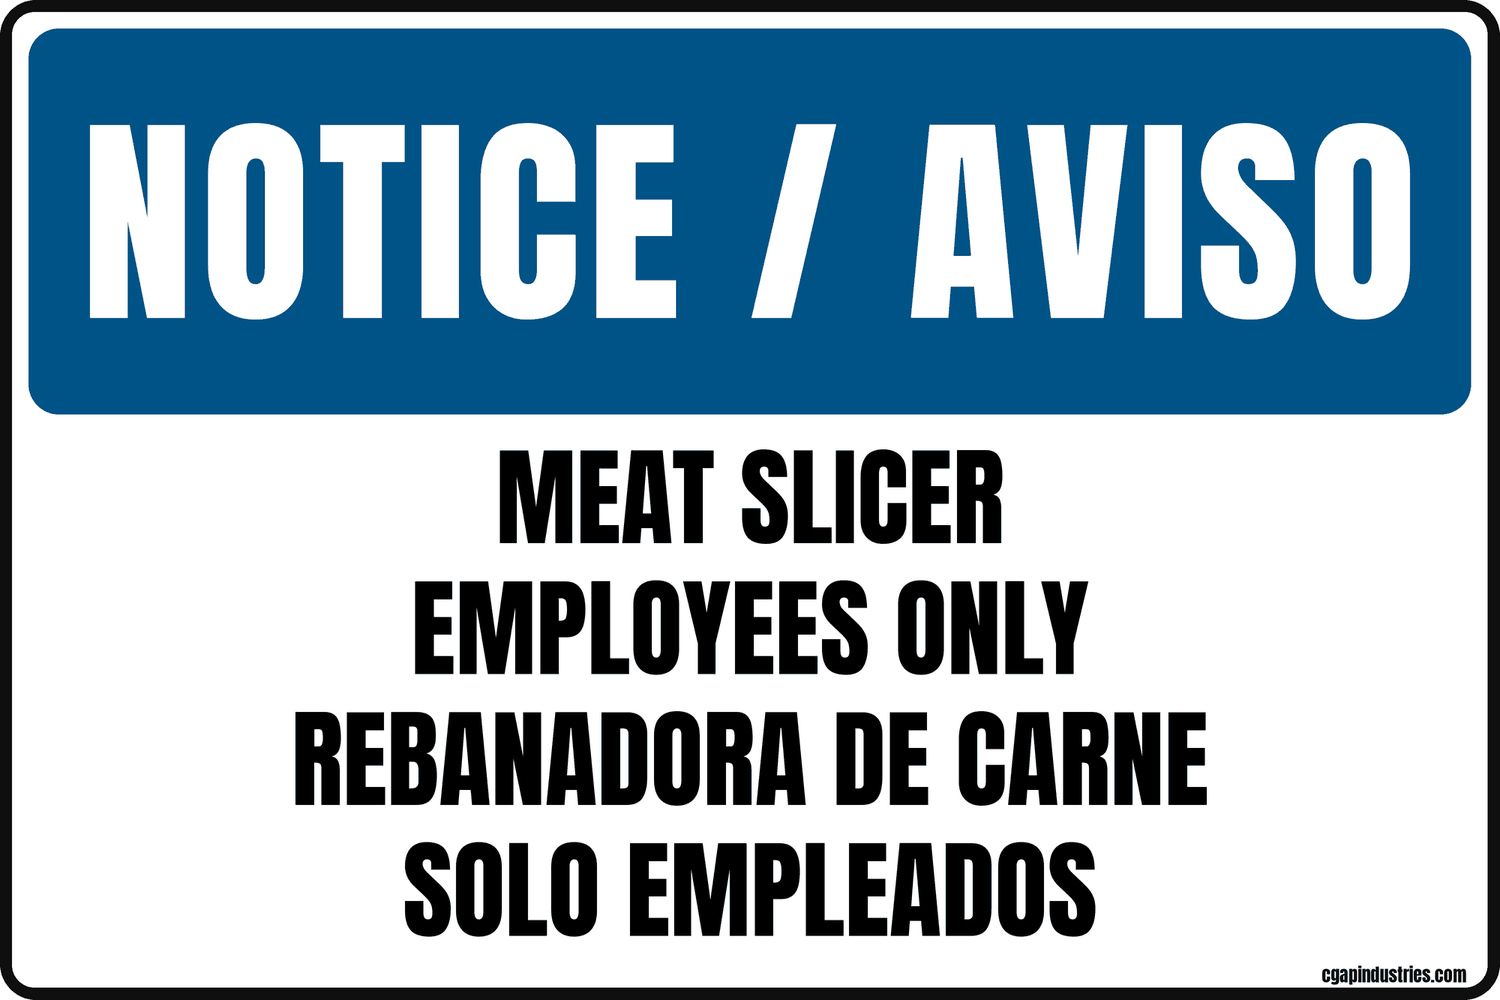 NOTICE / AVISO
MEAT SLICER
EMPLOYEES ONLY
REBANADORA DE CARNE
SOLO EMPLEADOS
cgapindustries.com